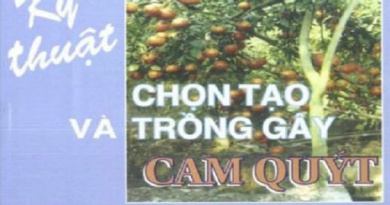 Kỹ
thuật
CHỌN TẠO
VÀ TRỒNG GÂY
CAM QUÝT